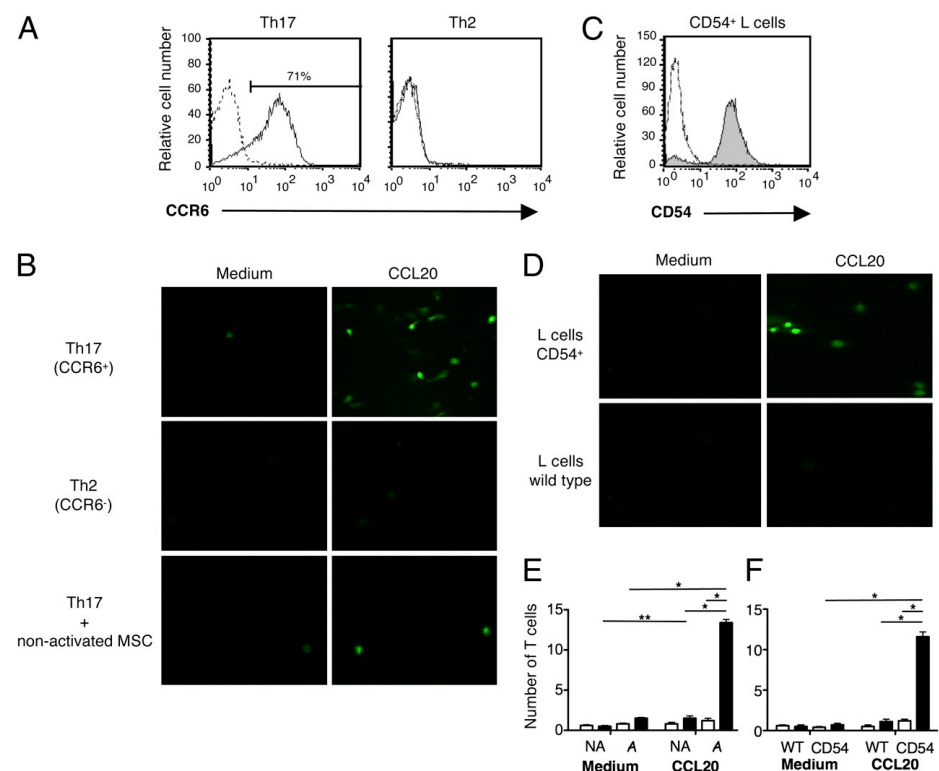 A
Th17
Th2
Relative cell number
100
80
60
40
20
0
71%
10⁰ 10¹ 10² 10³ 10⁴
10⁰ 10¹ 10² 10³ 10⁴
CCR6
C
CD54⁺ L cells
Relative cell number
150
120
90
60
30
0
10⁰ 10¹ 10² 10³ 10⁴
CD54
B
Medium CCL20
Th17
(CCR6⁺)
Th2
(CCR6⁻)
Th17
+
non-activated MSC
D
Medium CCL20
L cells
CD54⁺
L cells
wild type
E
Number of T cells
15
10
5
0
*
*
*
**
NA A NA A
Medium CCL20
F
15
10
5
0
*
*
*
WT CD54 WT CD54
Medium CCL20